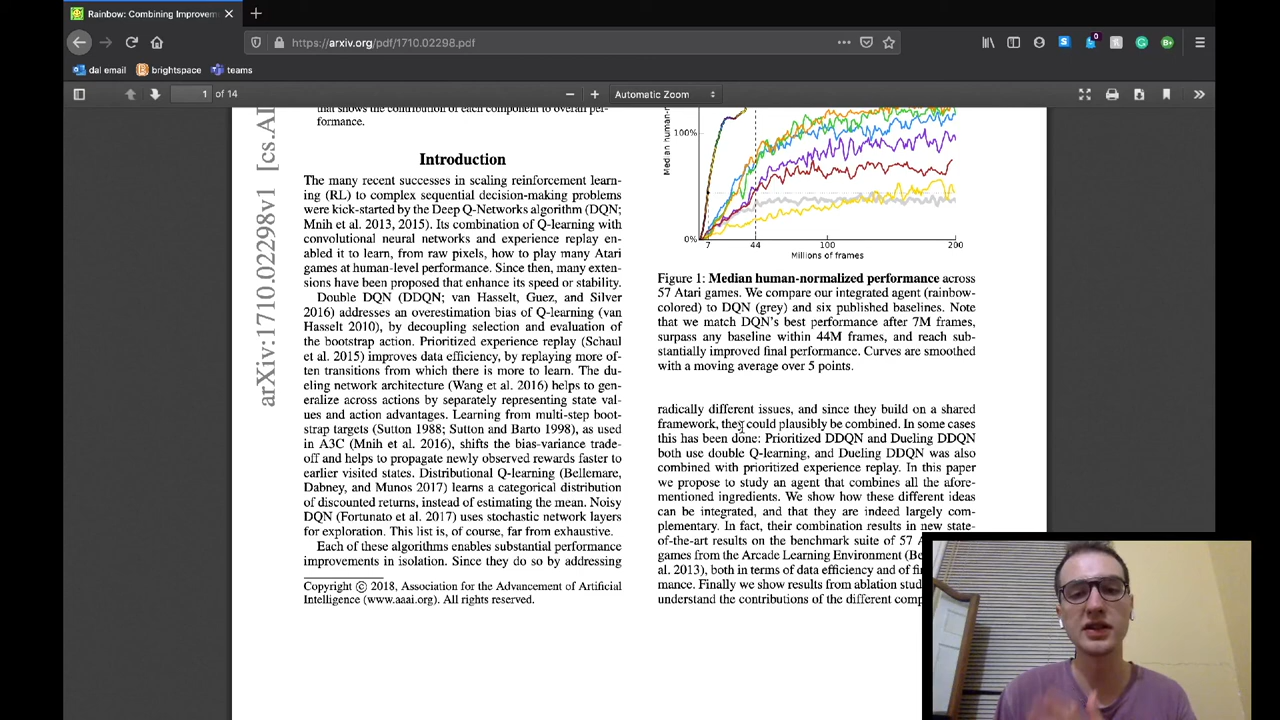 Rainbow: Combining Improvem
https://arxiv.org/pdf/1710.02298.pdf
0
B+
dal email
brightspace
teams
1 of 14
Automatic Zoom
arXiv:1710.02298v1 [cs.AI
that shows the contribution of each component to overall per-
formance.
Introduction
The many recent successes in scaling reinforcement learn-
ing (RL) to complex sequential decision-making problems
were kick-started by the Deep Q-Networks algorithm (DQN;
Mnih et al. 2013, 2015). Its combination of Q-learning with
convolutional neural networks and experience replay en-
abled it to learn, from raw pixels, how to play many Atari
games at human-level performance. Since then, many exten-
sions have been proposed that enhance its speed or stability.
Double DQN (DDQN; van Hasselt, Guez, and Silver
2016) addresses an overestimation bias of Q-learning (van
Hasselt 2010), by decoupling selection and evaluation of
the bootstrap action. Prioritized experience replay (Schaul
et al. 2015) improves data efficiency, by replaying more of-
ten transitions from which there is more to learn. The du-
eling network architecture (Wang et al. 2016) helps to gen-
eralize across actions by separately representing state val-
ues and action advantages. Learning from multi-step boot-
strap targets (Sutton 1988; Sutton and Barto 1998), as used
in A3C (Mnih et al. 2016), shifts the bias-variance trade-
off and helps to propagate newly observed rewards faster to
earlier visited states. Distributional Q-learning (Bellemare,
Dabney, and Munos 2017) learns a categorical distribution
of discounted returns, instead of estimating the mean. Noisy
DQN (Fortunato et al. 2017) uses stochastic network layers
for exploration. This list is, of course, far from exhaustive.
Each of these algorithms enables substantial performance
improvements in isolation. Since they do so by addressing
Copyright © 2018, Association for the Advancement of Artificial
Intelligence (www.aaai.org). All rights reserved.
Median human-n
100%
0%
7 44 100 200
Millions of frames
Figure 1: Median human-normalized performance across
57 Atari games. We compare our integrated agent (rainbow-
colored) to DQN (grey) and six published baselines. Note
that we match DQN's best performance after 7M frames,
surpass any baseline within 44M frames, and reach sub-
stantially improved final performance. Curves are smoothed
with a moving average over 5 points.
radically different issues, and since they build on a shared
framework, they could plausibly be combined. In some cases
this has been done: Prioritized DDQN and Dueling DDQN
both use double Q-learning, and Dueling DDQN was also
combined with prioritized experience replay. In this paper
we propose to study an agent that combines all the afore-
mentioned ingredients. We show how these different ideas
can be integrated, and that they are indeed largely com-
plementary. In fact, their combination results in new state-
of-the-art results on the benchmark suite of 57 A
games from the Arcade Learning Environment (Be
al. 2013), both in terms of data efficiency and of fi
mance. Finally we show results from ablation stud
understand the contributions of the different comp